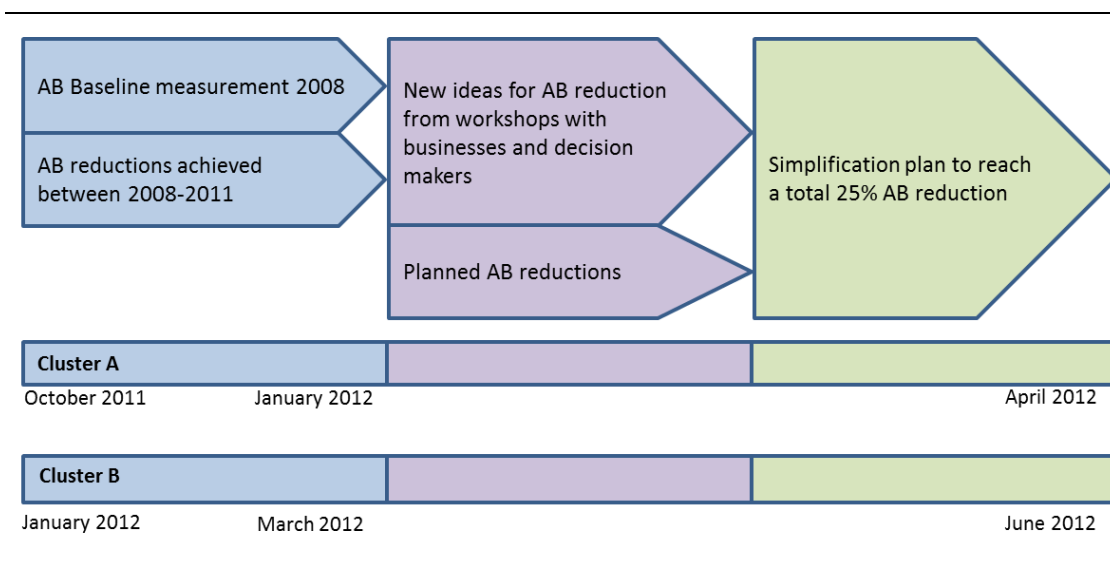 AB Baseline measurement 2008
AB reductions achieved
between 2008-2011
New ideas for AB reduction
from workshops with
businesses and decision
makers
Planned AB reductions
Simplification plan to reach
a total 25% AB reduction
Cluster A
October 2011
January 2012
April 2012
Cluster B
January 2012
March 2012
June 2012